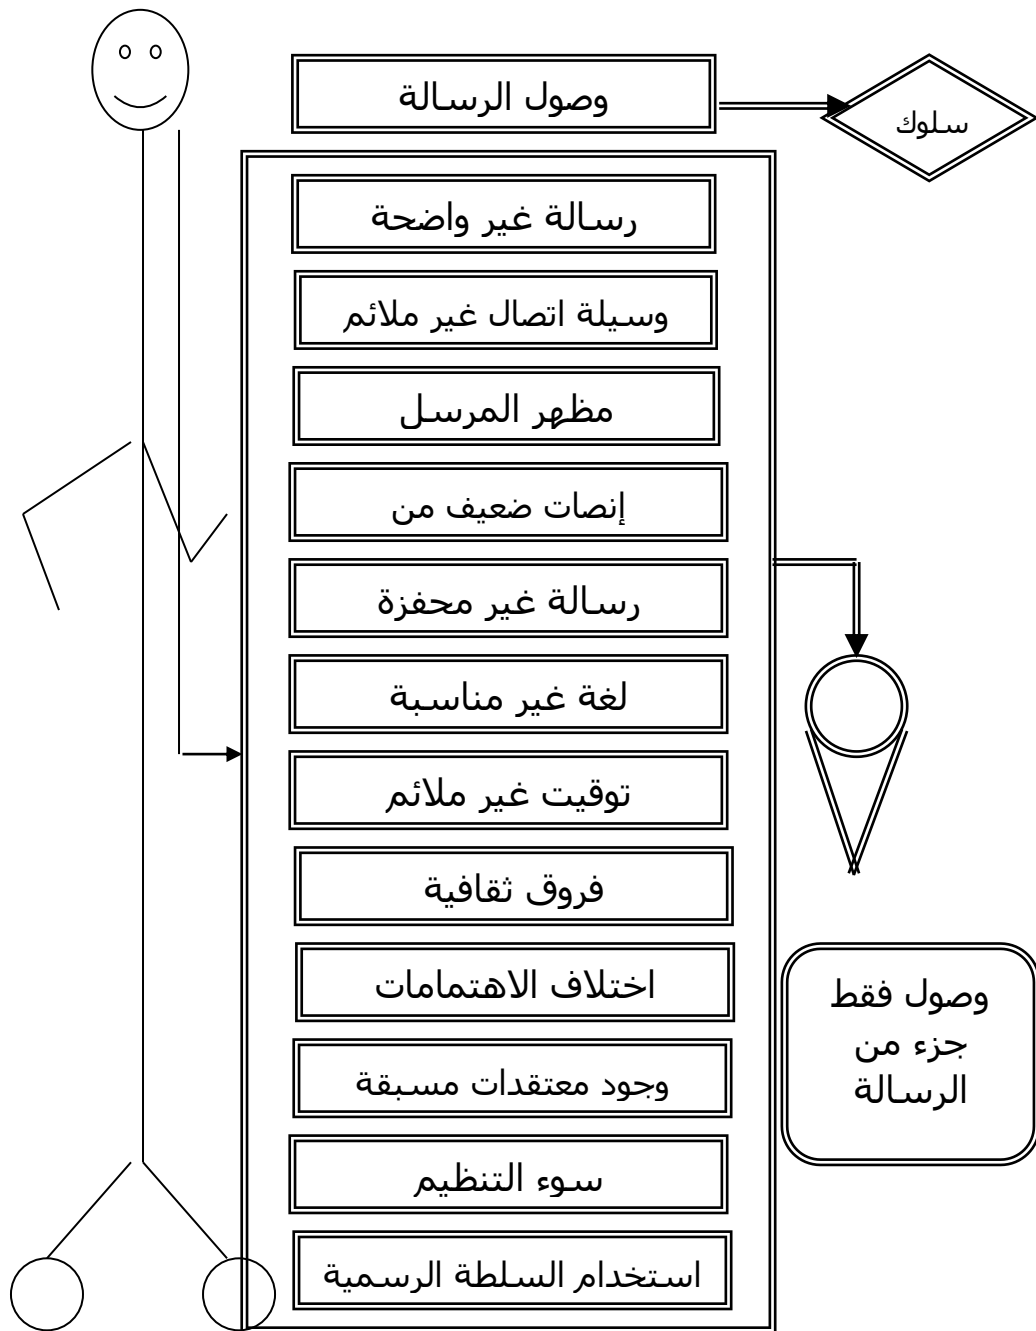 وصول الرسالة
سلوك
رسالة غير واضحة
وسيلة اتصال غير ملائم
مظهر المرسل
إنصات ضعيف من
رسالة غير محفزة
لغة غير مناسبة
توقيت غير ملائم
فروق ثقافية
اختلاف الاهتمامات
وصول فقط
جزء من
الرسالة
وجود معتقدات مسبقة
سوء التنظيم
استخدام السلطة الرسمية